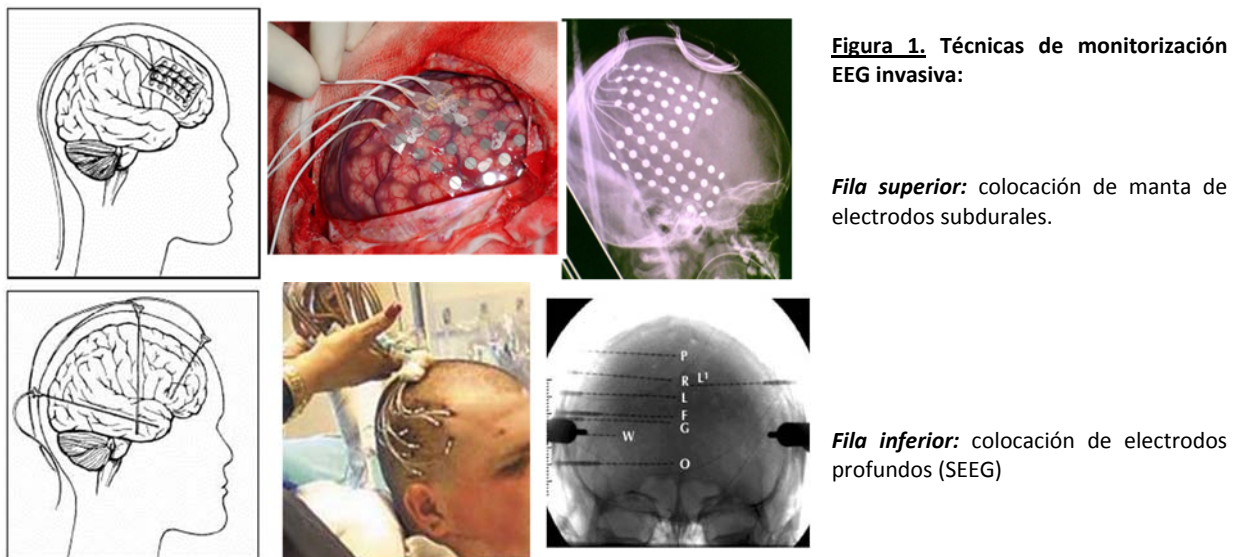 Figura 1. Técnicas de monitorización
EEG invasiva:
Fila superior: colocación de manta de
electrodos subdurales.
P
R L¹
L
F
G
W
O
Fila inferior: colocación de electrodos
profundos (SEEG)